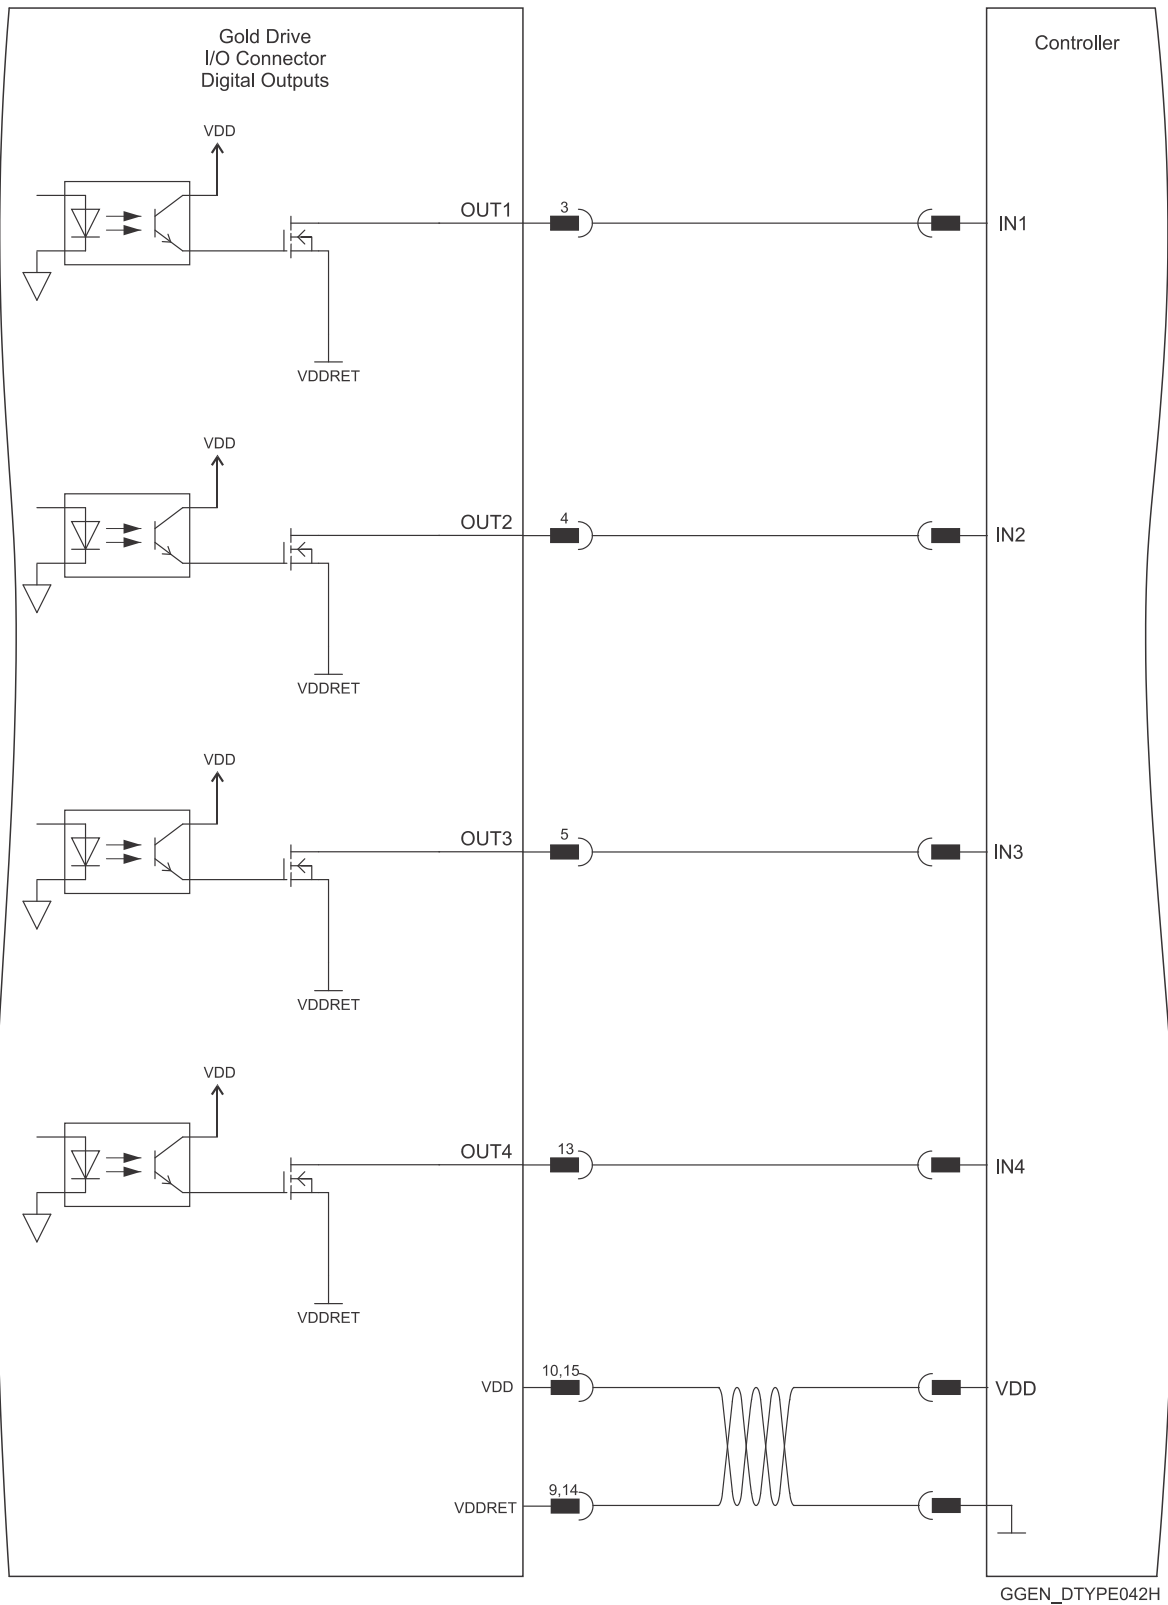 Gold Drive
I/O Connector
Digital Outputs
Controller
VDD
OUT1
3
IN1
VDDRET
VDD
OUT2
4
IN2
VDDRET
VDD
OUT3
5
IN3
VDDRET
VDD
OUT4
13
IN4
VDDRET
VDD
10,15
VDD
VDDRET
9,14
GGEN_DTYPE042H